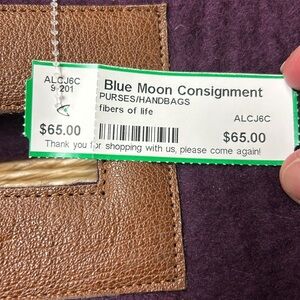 ALCJ6C
9-201
$65.00
Blue Moon Consignment
PURSES/HANDBAGS
fibers of life
ALCJ6C
$65.00
Thank you for shopping with us, please come again!